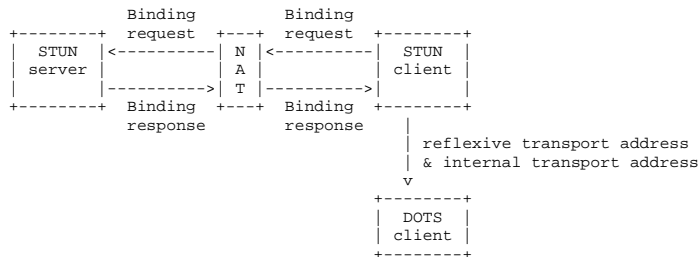 Binding Binding
request request
STUN N STUN
server A client
T
Binding Binding
response response
reflexive transport address
& internal transport address
v
DOTS
client